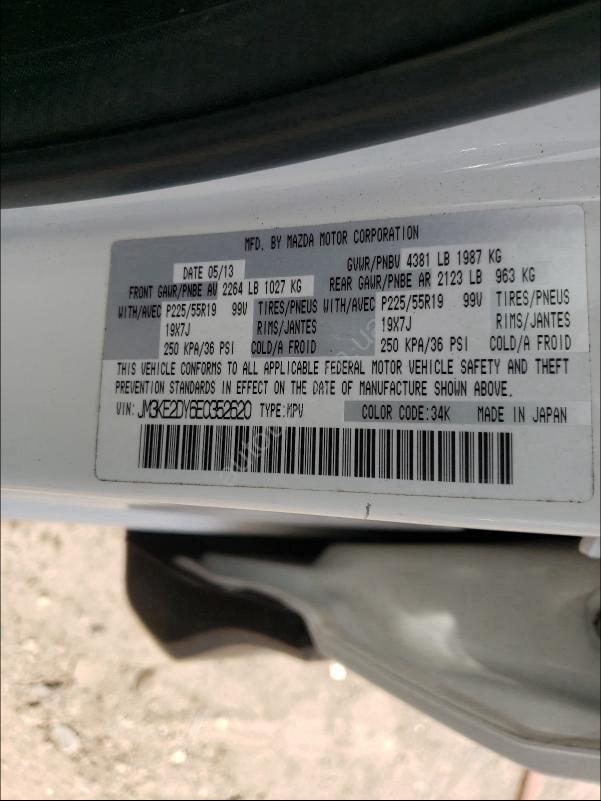 MFD. BY MAZDA MOTOR CORPORATION
DATE 05/13 GVWR/PNBV 4381 LB 1987 KG
FRONT GAWR/PNBE AV 2264 LB 1027 KG REAR GAWR/PNBE AR 2123 LB 963 KG
WITH/AVEC P225/55R19 99V TIRES/PNEUS WITH/AVEC P225/55R19 99V TIRES/PNEUS
19X7J RIMS/JANTES 19X7J RIMS/JANTES
250 KPA/36 PSI COLD/A FROID 250 KPA/36 PSI COLD/A FROID
THIS VEHICLE CONFORMS TO ALL APPLICABLE FEDERAL MOTOR VEHICLE SAFETY AND THEFT
PREVENTION STANDARDS IN EFFECT ON THE DATE OF MANUFACTURE SHOWN ABOVE.
VIN: JM3KE2DY6E0352620 TYPE:MPV COLOR CODE:34K MADE IN JAPAN